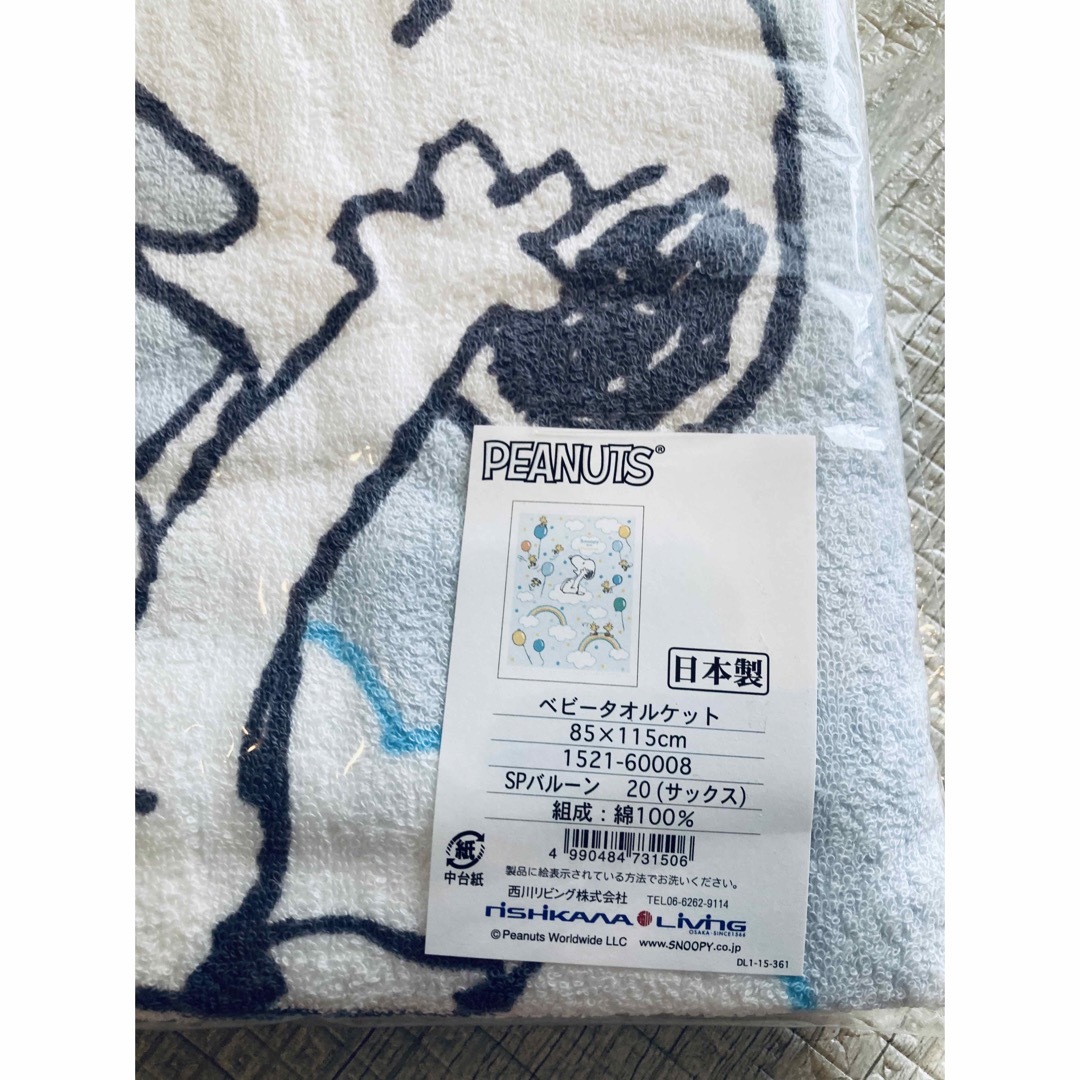 PEANUTS®
日本製
ベビータオルケット
85×115cm
1521-60008
SPバルーン 20(サックス)
組成：綿100%
4 990484 731506
紙
中台紙
製品に絵表示されている方法でお洗いください。
西川リビング株式会社 TEL06-6262-9114
nishikawa Living
OSAKA・SINCE1566
©Peanuts Worldwide LLC www.SNOOPY.co.jp
DL1-15-361